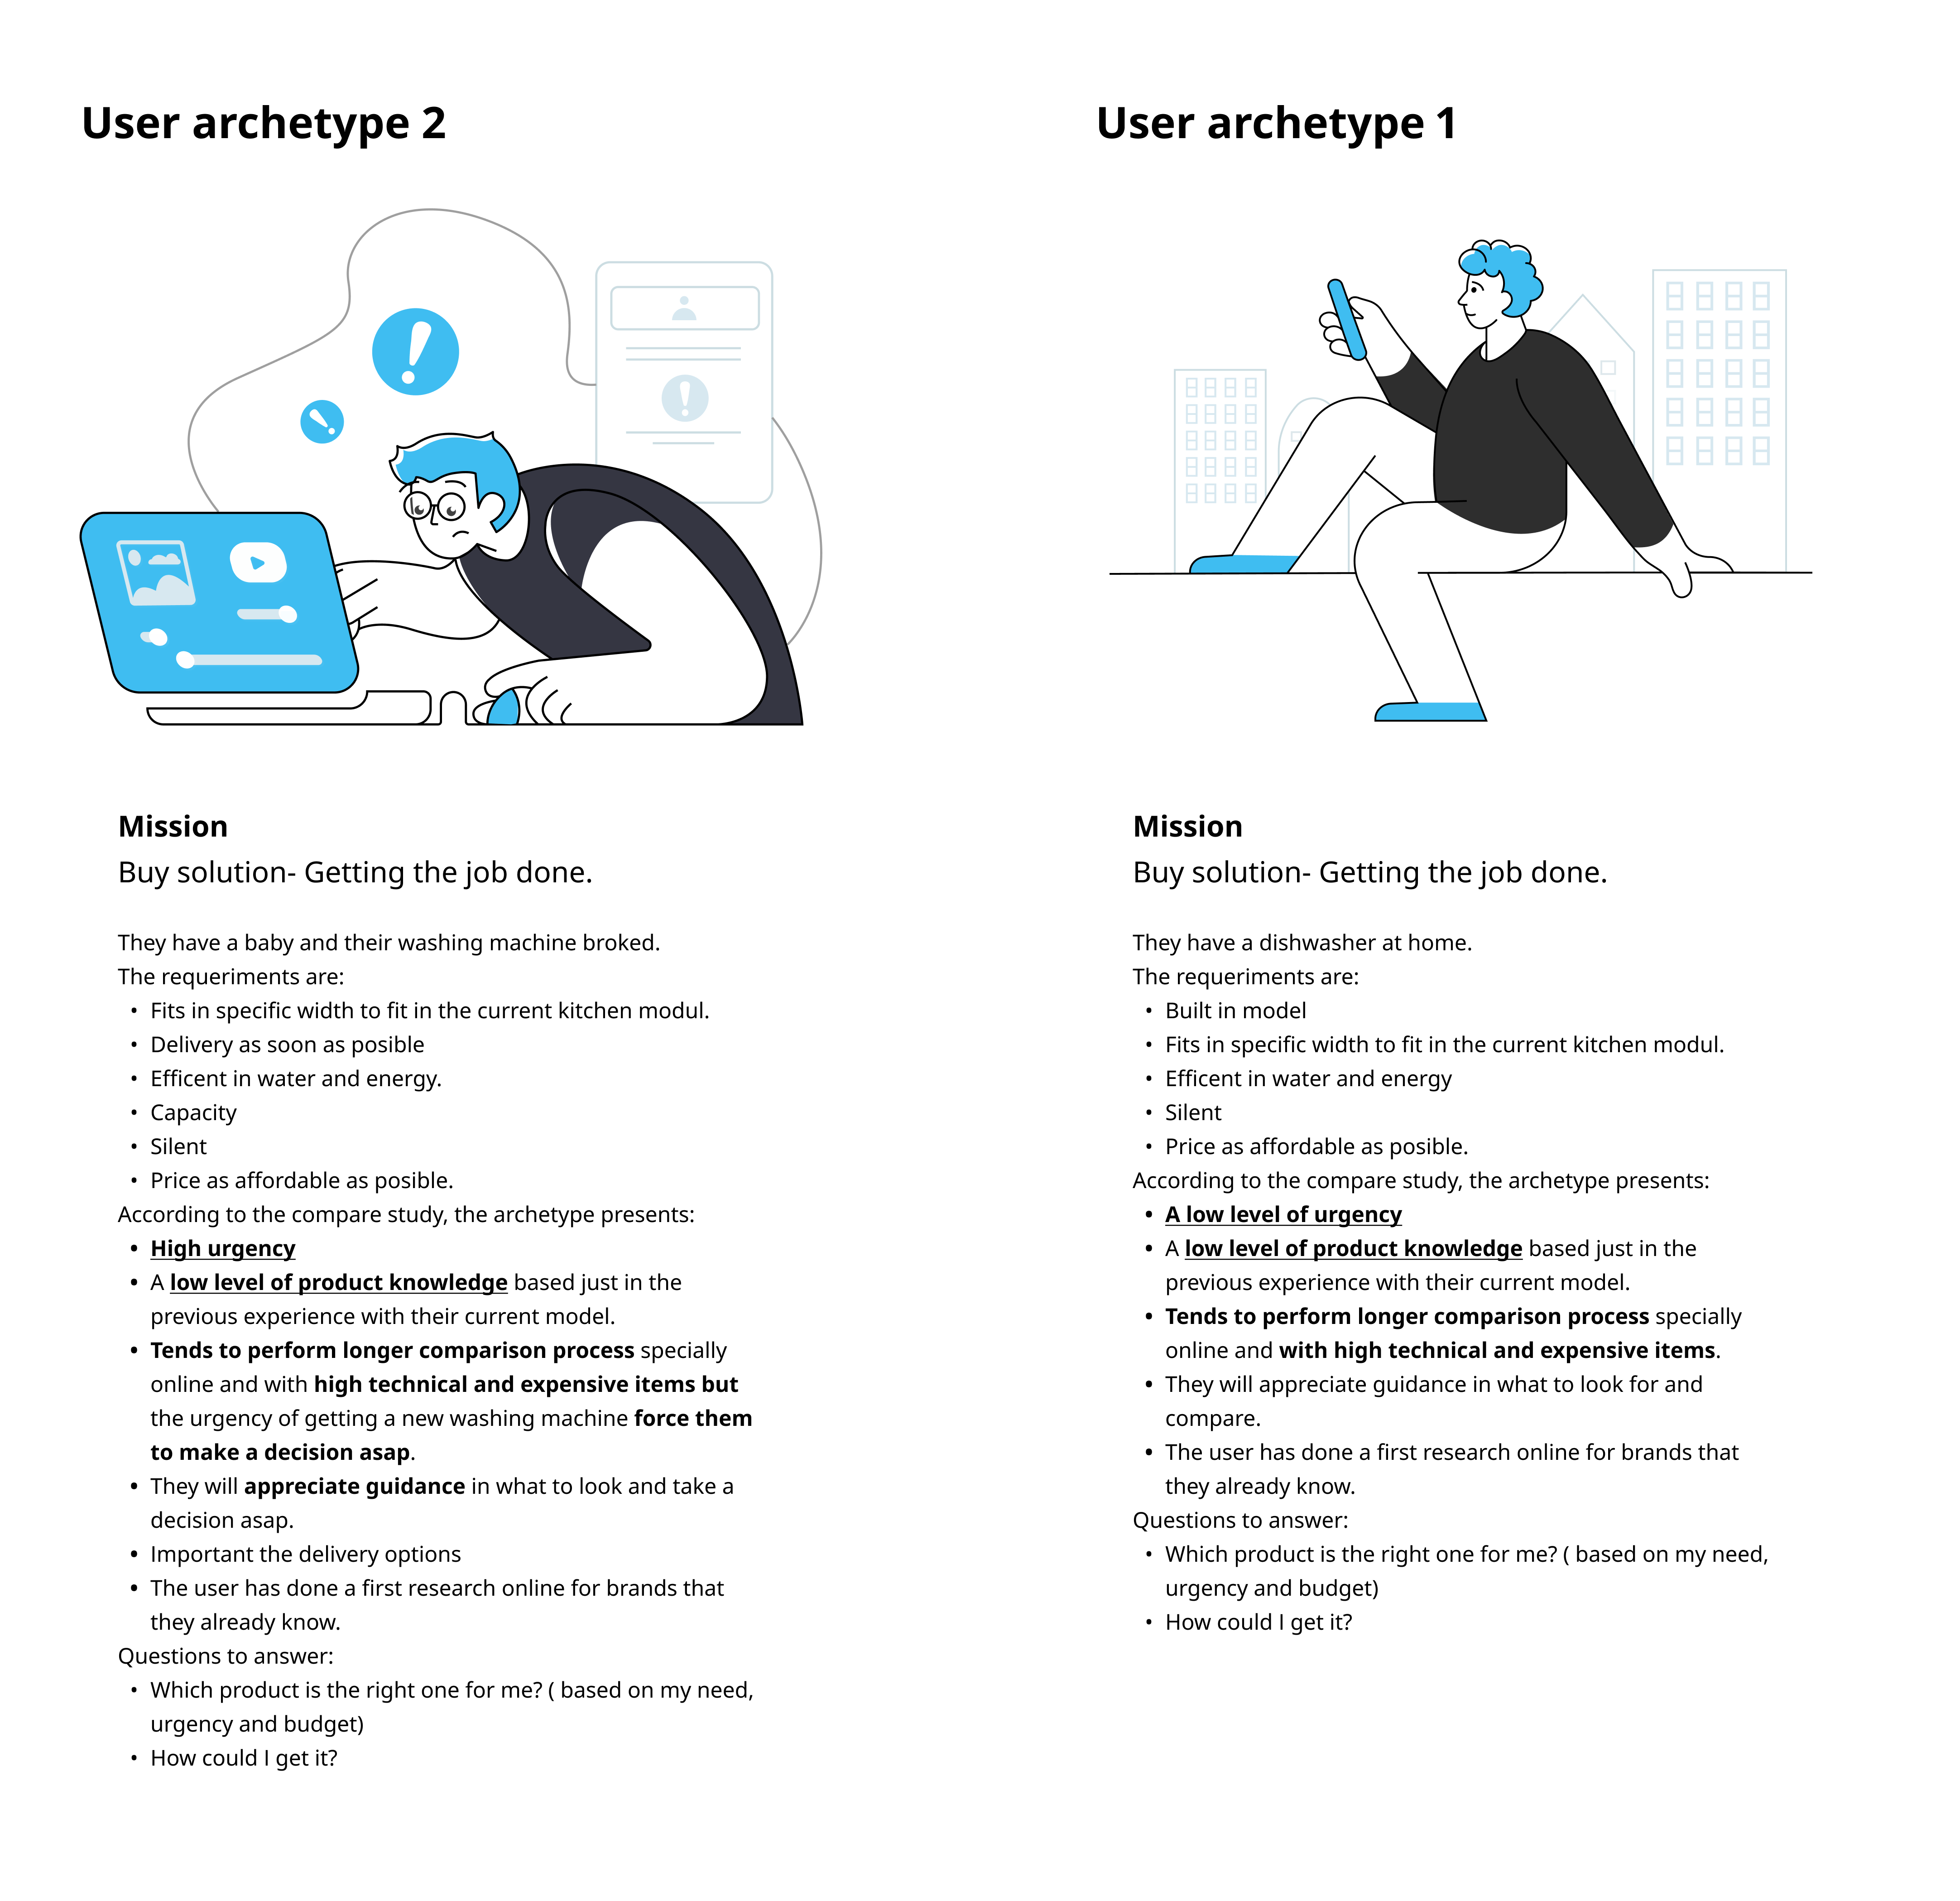 User archetype 2
Mission
Buy solution- Getting the job done.
They have a baby and their washing machine broked.
The requeriments are:
• Fits in specific width to fit in the current kitchen modul.
• Delivery as soon as posible
• Efficent in water and energy.
• Capacity
• Silent
• Price as affordable as posible.
According to the compare study, the archetype presents:
• High urgency
• A low level of product knowledge based just in the
previous experience with their current model.
• Tends to perform longer comparison process specially
online and with high technical and expensive items but
the urgency of getting a new washing machine force them
to make a decision asap.
• They will appreciate guidance in what to look and take a
decision asap.
• Important the delivery options
• The user has done a first research online for brands that
they already know.
Questions to answer:
• Which product is the right one for me? ( based on my need,
urgency and budget)
• How could I get it?
User archetype 1
Mission
Buy solution- Getting the job done.
They have a dishwasher at home.
The requeriments are:
• Built in model
• Fits in specific width to fit in the current kitchen modul.
• Efficent in water and energy
• Silent
• Price as affordable as posible.
According to the compare study, the archetype presents:
• A low level of urgency
• A low level of product knowledge based just in the
previous experience with their current model.
• Tends to perform longer comparison process specially
online and with high technical and expensive items.
• They will appreciate guidance in what to look for and
compare.
• The user has done a first research online for brands that
they already know.
Questions to answer:
• Which product is the right one for me? ( based on my need,
urgency and budget)
• How could I get it?